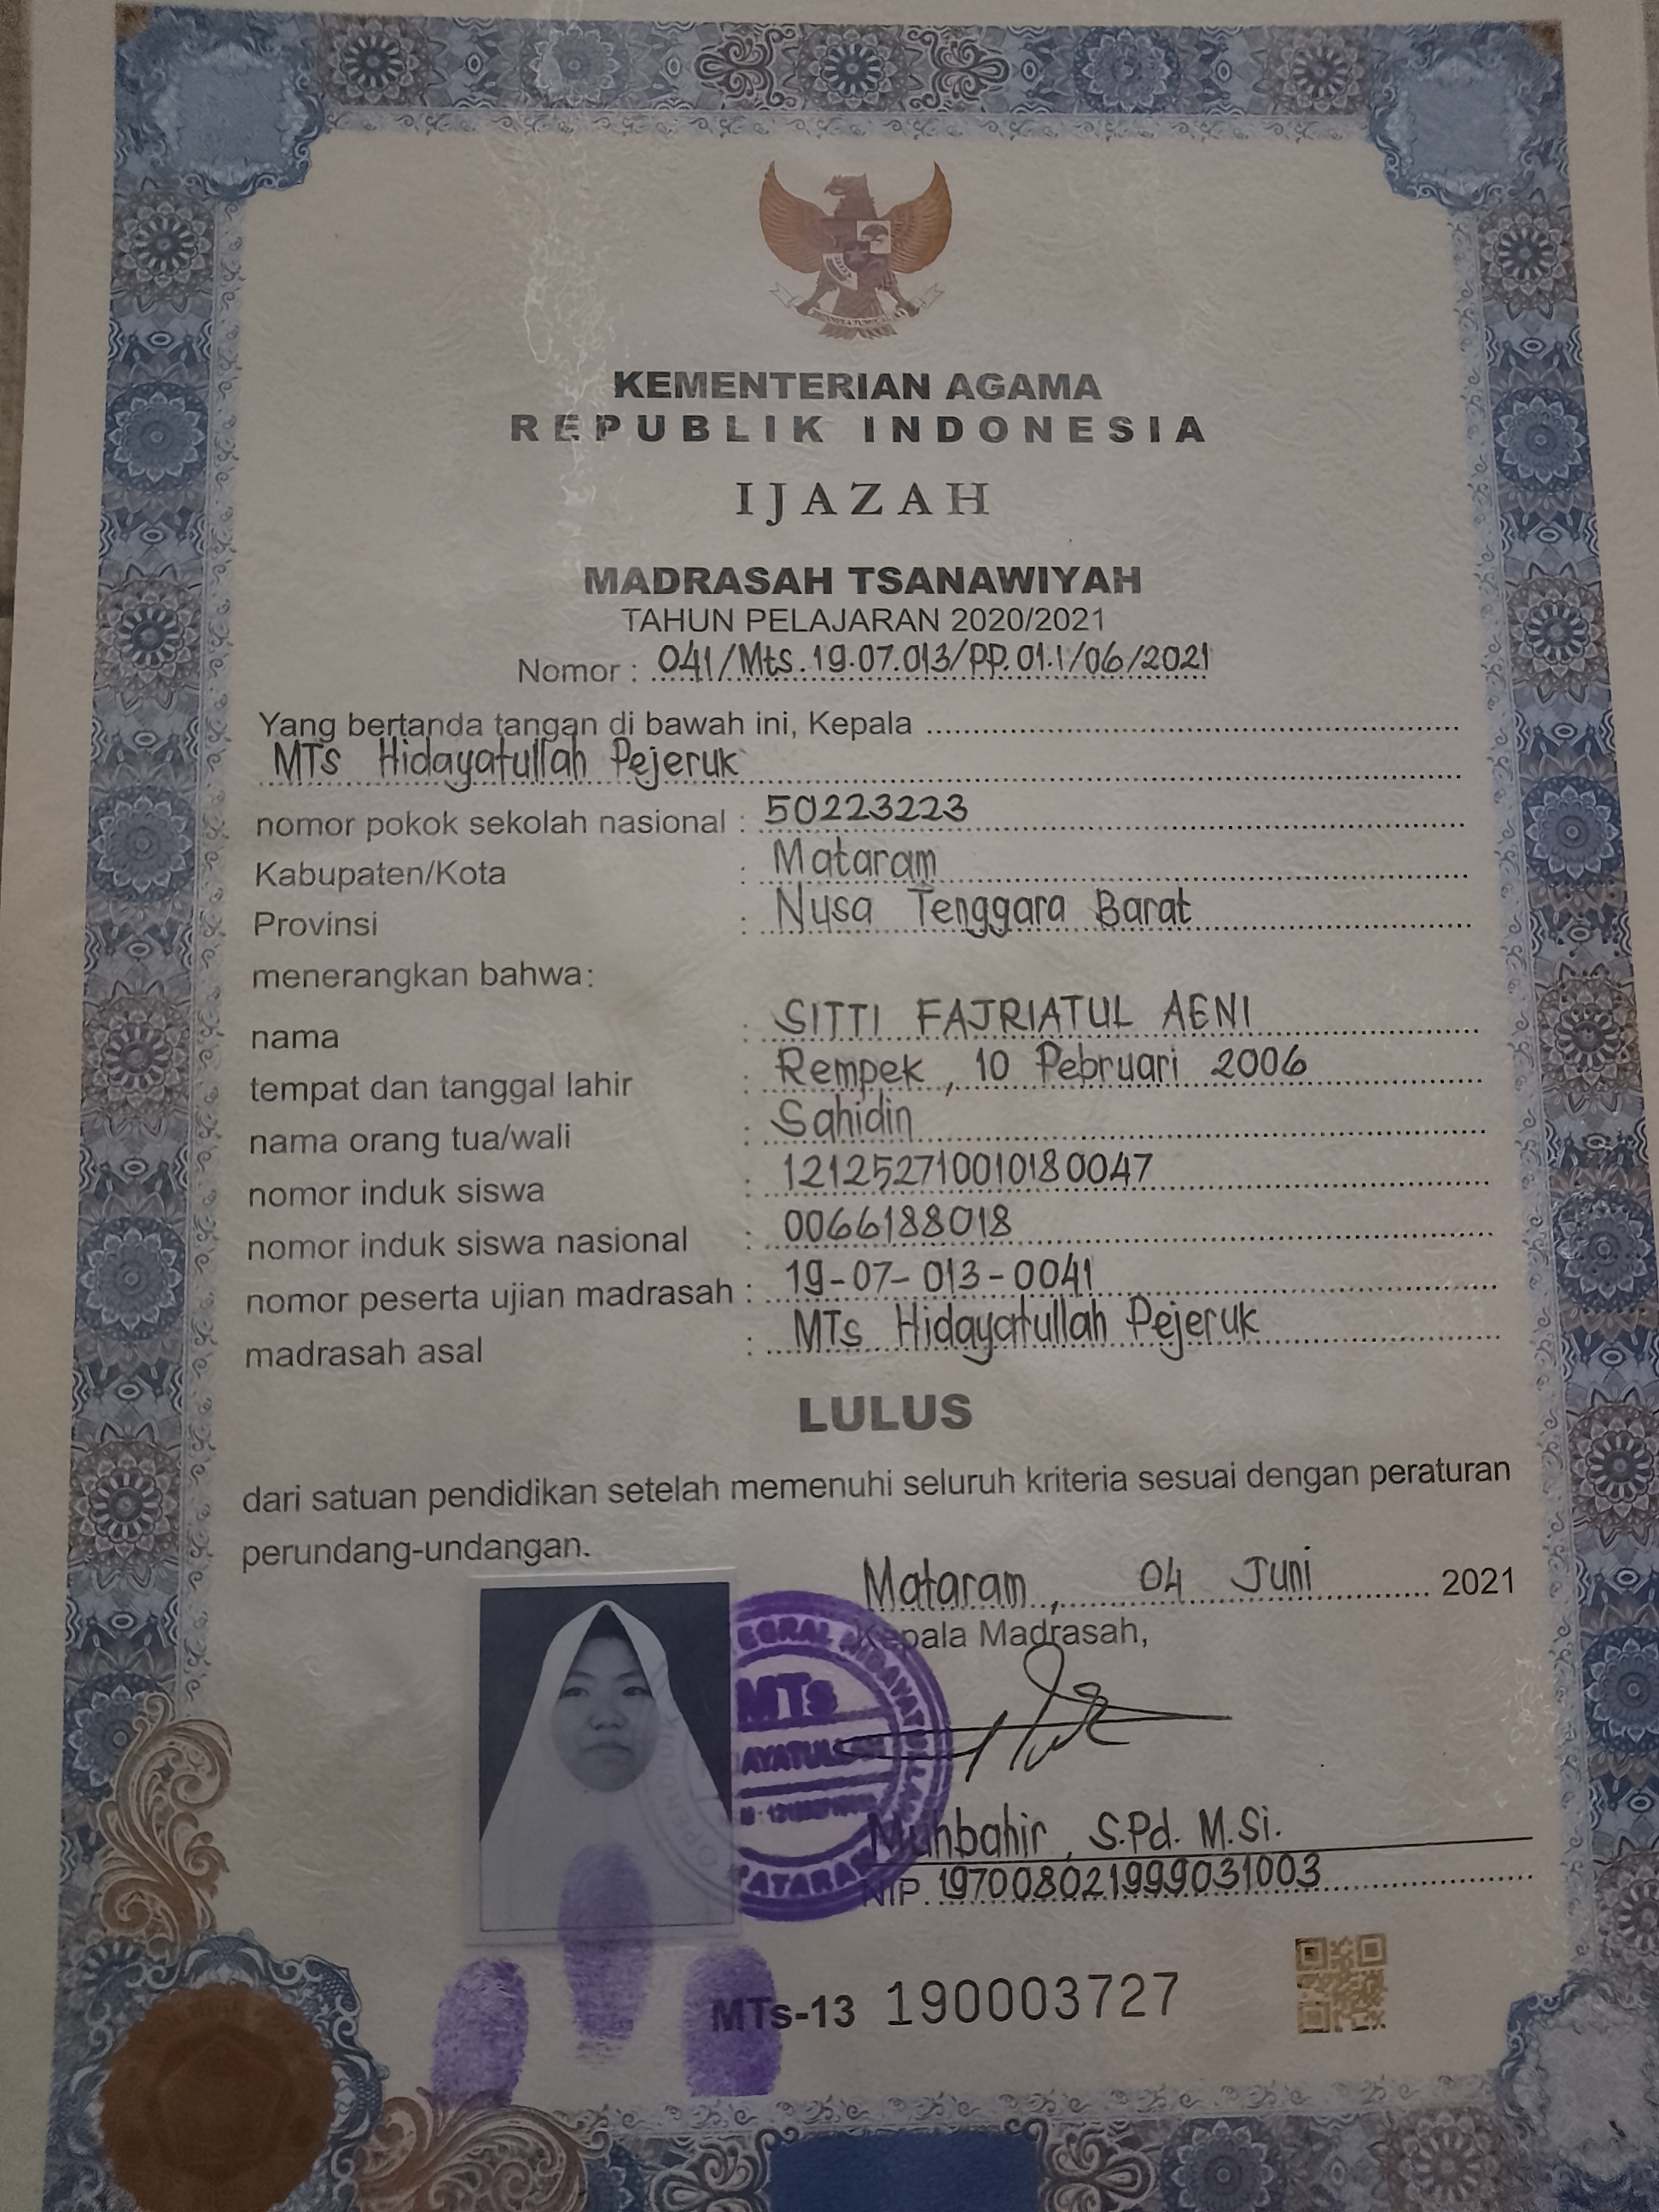 KEMENTERIAN AGAMA
REPUBLIK INDONESIA
IJAZAH
MADRASAH TSANAWIYAH
TAHUN PELAJARAN 2020/2021
Nomor : 041/Mts.19.07.013/PP.01.1/06/2021
Yang bertanda tangan di bawah ini, Kepala
MTs Hidayatullah Pejeruk
nomor pokok sekolah nasional : 50223223
Kabupaten/Kota : Mataram
Provinsi : Nusa Tenggara Barat
menerangkan bahwa:
nama : SITTI FAJRIATUL AENI
tempat dan tanggal lahir : Rempek, 10 Pebruari 2006
nama orang tua/wali : Sahidin
nomor induk siswa : 121252710010180047
nomor induk siswa nasional : 0066188018
nomor peserta ujian madrasah : 19-07-013-0041
madrasah asal : MTs Hidayatullah Pejeruk
LULUS
dari satuan pendidikan setelah memenuhi seluruh kriteria sesuai dengan peraturan
perundang-undangan.
Mataram, 04 Juni 2021
Kepala Madrasah,
MTs
Muhbahir, S.Pd. M.Si.
NIP. 197008021999031003
MTs-13 190003727